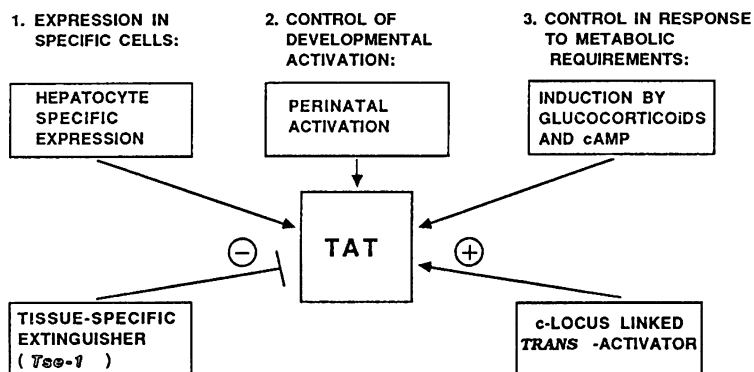 1. EXPRESSION IN
SPECIFIC CELLS:
2. CONTROL OF
DEVELOPMENTAL
ACTIVATION:
3. CONTROL IN RESPONSE
TO METABOLIC
REQUIREMENTS:
HEPATOCYTE
SPECIFIC
EXPRESSION
PERINATAL
ACTIVATION
INDUCTION BY
GLUCOCORTICOiDS
AND cAMP
TAT
−
+
TISSUE-SPECIFIC
EXTINGUISHER
( Tse-1 )
c-LOCUS LINKED
TRANS -ACTIVATOR